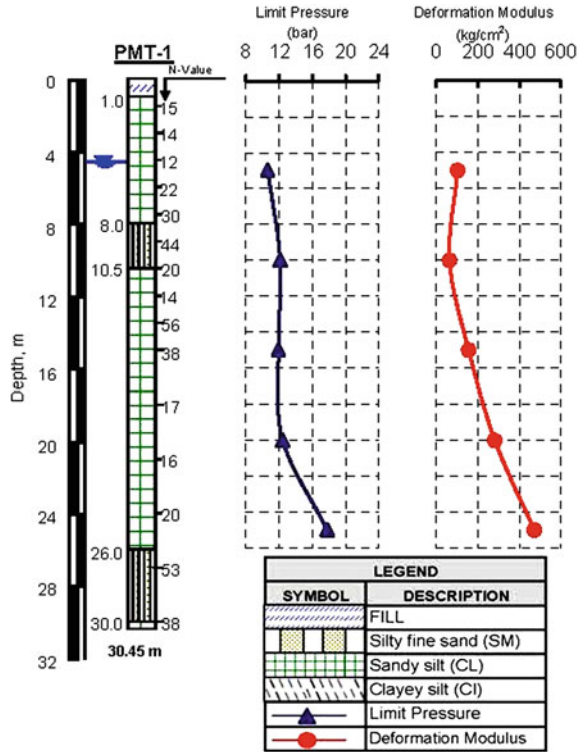 Limit Pressure
(bar)
Deformation Modulus
(kg/cm²)
PMT-1
N-Value
8 12 16 20 24
0 200 400 600
0
4
8
12
16
20
24
28
32
Depth, m
1.0
8.0
10.5
26.0
30.0
15
14
12
22
30
44
20
14
56
38
17
16
20
53
38
30.45 m
LEGEND
SYMBOL DESCRIPTION
FILL
Silty fine sand (SM)
Sandy silt (CL)
Clayey silt (CI)
Limit Pressure
Deformation Modulus